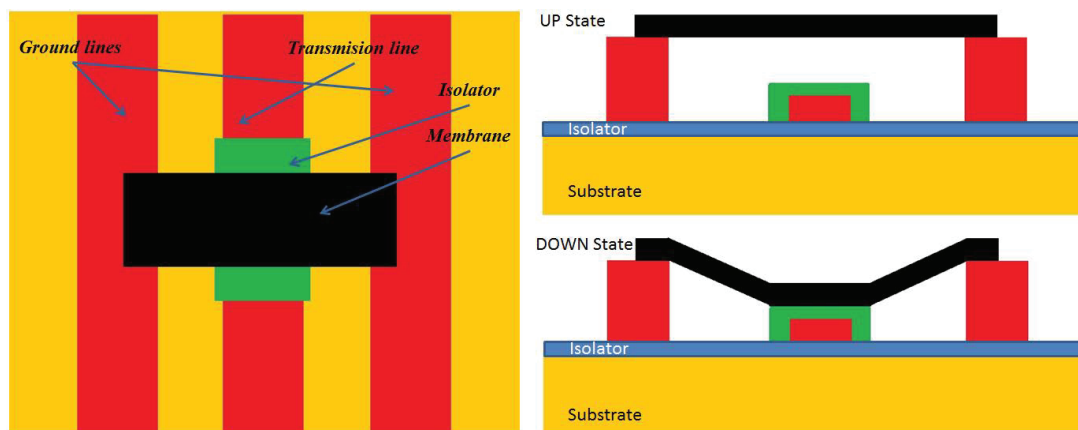 Ground lines
Transmision line
Isolator
Membrane
UP State
Isolator
Substrate
DOWN State
Isolator
Substrate